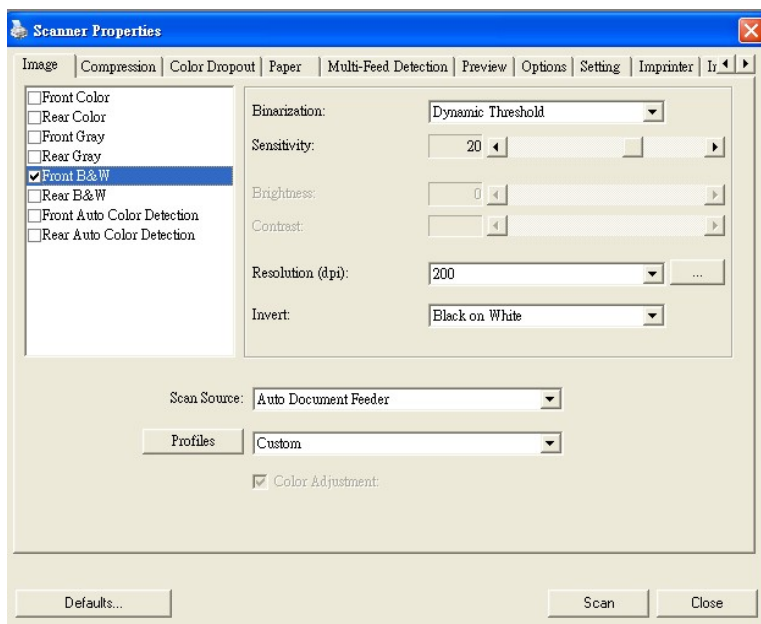 Scanner Properties
Image Compression Color Dropout Paper Multi-Feed Detection Preview Options Setting Imprinter
Front Color
Rear Color
Front Gray
Rear Gray
Front B&W
Rear B&W
Front Auto Color Detection
Rear Auto Color Detection
Binarization: Dynamic Threshold
Sensitivity: 20
Brightness: 0
Contrast:
Resolution (dpi): 200 ...
Invert: Black on White
Scan Source: Auto Document Feeder
Profiles Custom
Color Adjustment:
Defaults... Scan Close